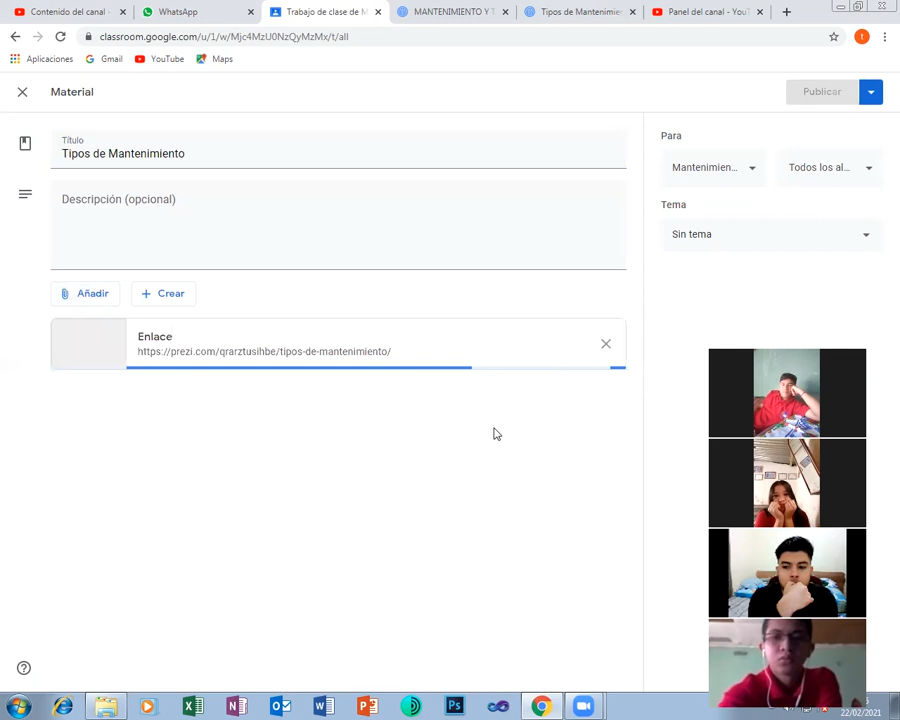 Contenido del canal -
WhatsApp
Trabajo de clase de M
MANTENIMIENTO Y T
Tipos de Mantenimie
Panel del canal - YouT
classroom.google.com/u/1/w/Mjc4MzU0NzQyMzMx/t/all
t
Aplicaciones
Gmail
YouTube
Maps
Material
Publicar
Título
Tipos de Mantenimiento
Descripción (opcional)
Añadir
Crear
Enlace
https://prezi.com/qrarztusihbe/tipos-de-mantenimiento/
Para
Mantenimien...
Todos los al...
Tema
Sin tema
Ps
22/02/2021